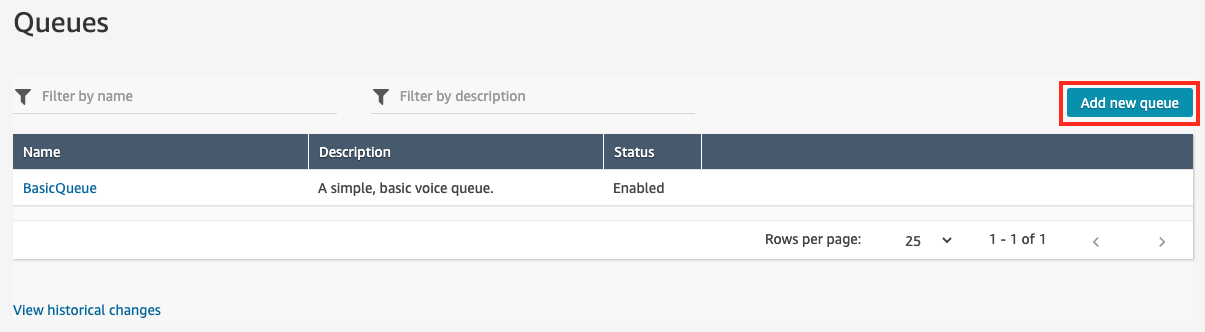 Queues
Filter by name Filter by description Add new queue
Name Description Status
BasicQueue A simple, basic voice queue. Enabled
Rows per page: 25 1 - 1 of 1
View historical changes